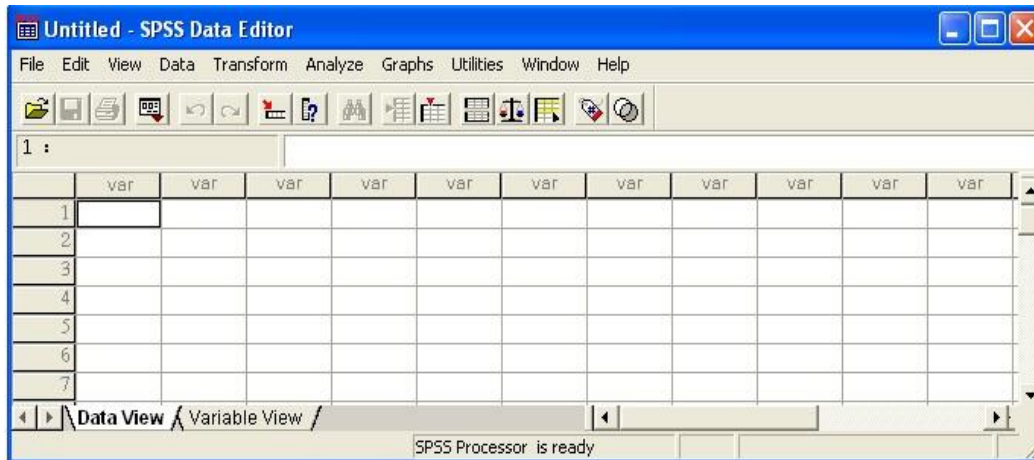 Untitled - SPSS Data Editor
File Edit View Data Transform Analyze Graphs Utilities Window Help
1 :
var var var var var var var var var var var
1
2
3
4
5
6
7
Data View Variable View
SPSS Processor is ready